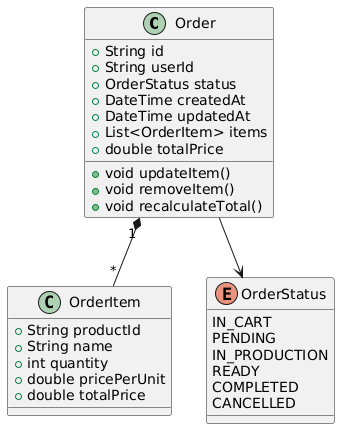 C Order
String id
String userId
OrderStatus status
DateTime createdAt
DateTime updatedAt
List<OrderItem> items
double totalPrice
void updateItem()
void removeItem()
void recalculateTotal()
1
*
C OrderItem
String productId
String name
int quantity
double pricePerUnit
double totalPrice
E OrderStatus
IN_CART
PENDING
IN_PRODUCTION
READY
COMPLETED
CANCELLED